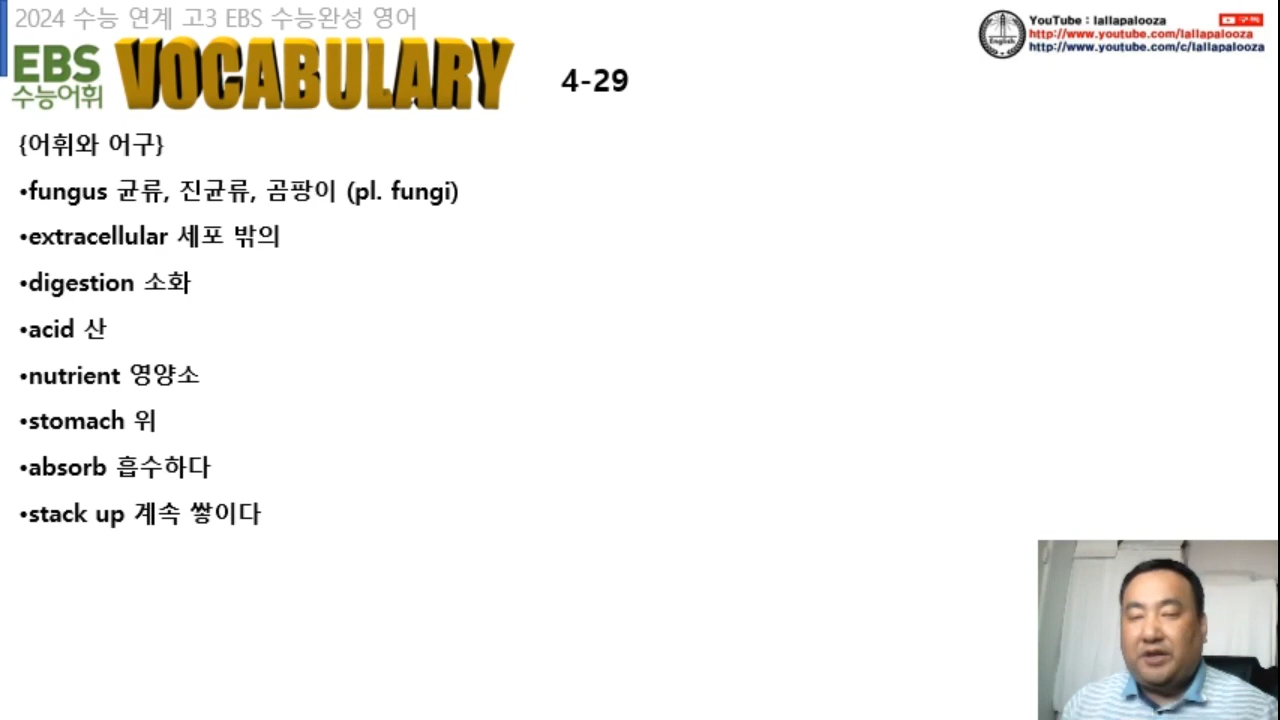 2024 수능 연계 고3 EBS 수능완성 영어
EBS
수능어휘
VOCABULARY
4-29
English
YouTube : lallapalooza
구독
http://www.youtube.com/lallapalooza
http://www.youtube.com/c/lallapalooza
{어휘와 어구}
•fungus 균류, 진균류, 곰팡이 (pl. fungi)
•extracellular 세포 밖의
•digestion 소화
•acid 산
•nutrient 영양소
•stomach 위
•absorb 흡수하다
•stack up 계속 쌓이다